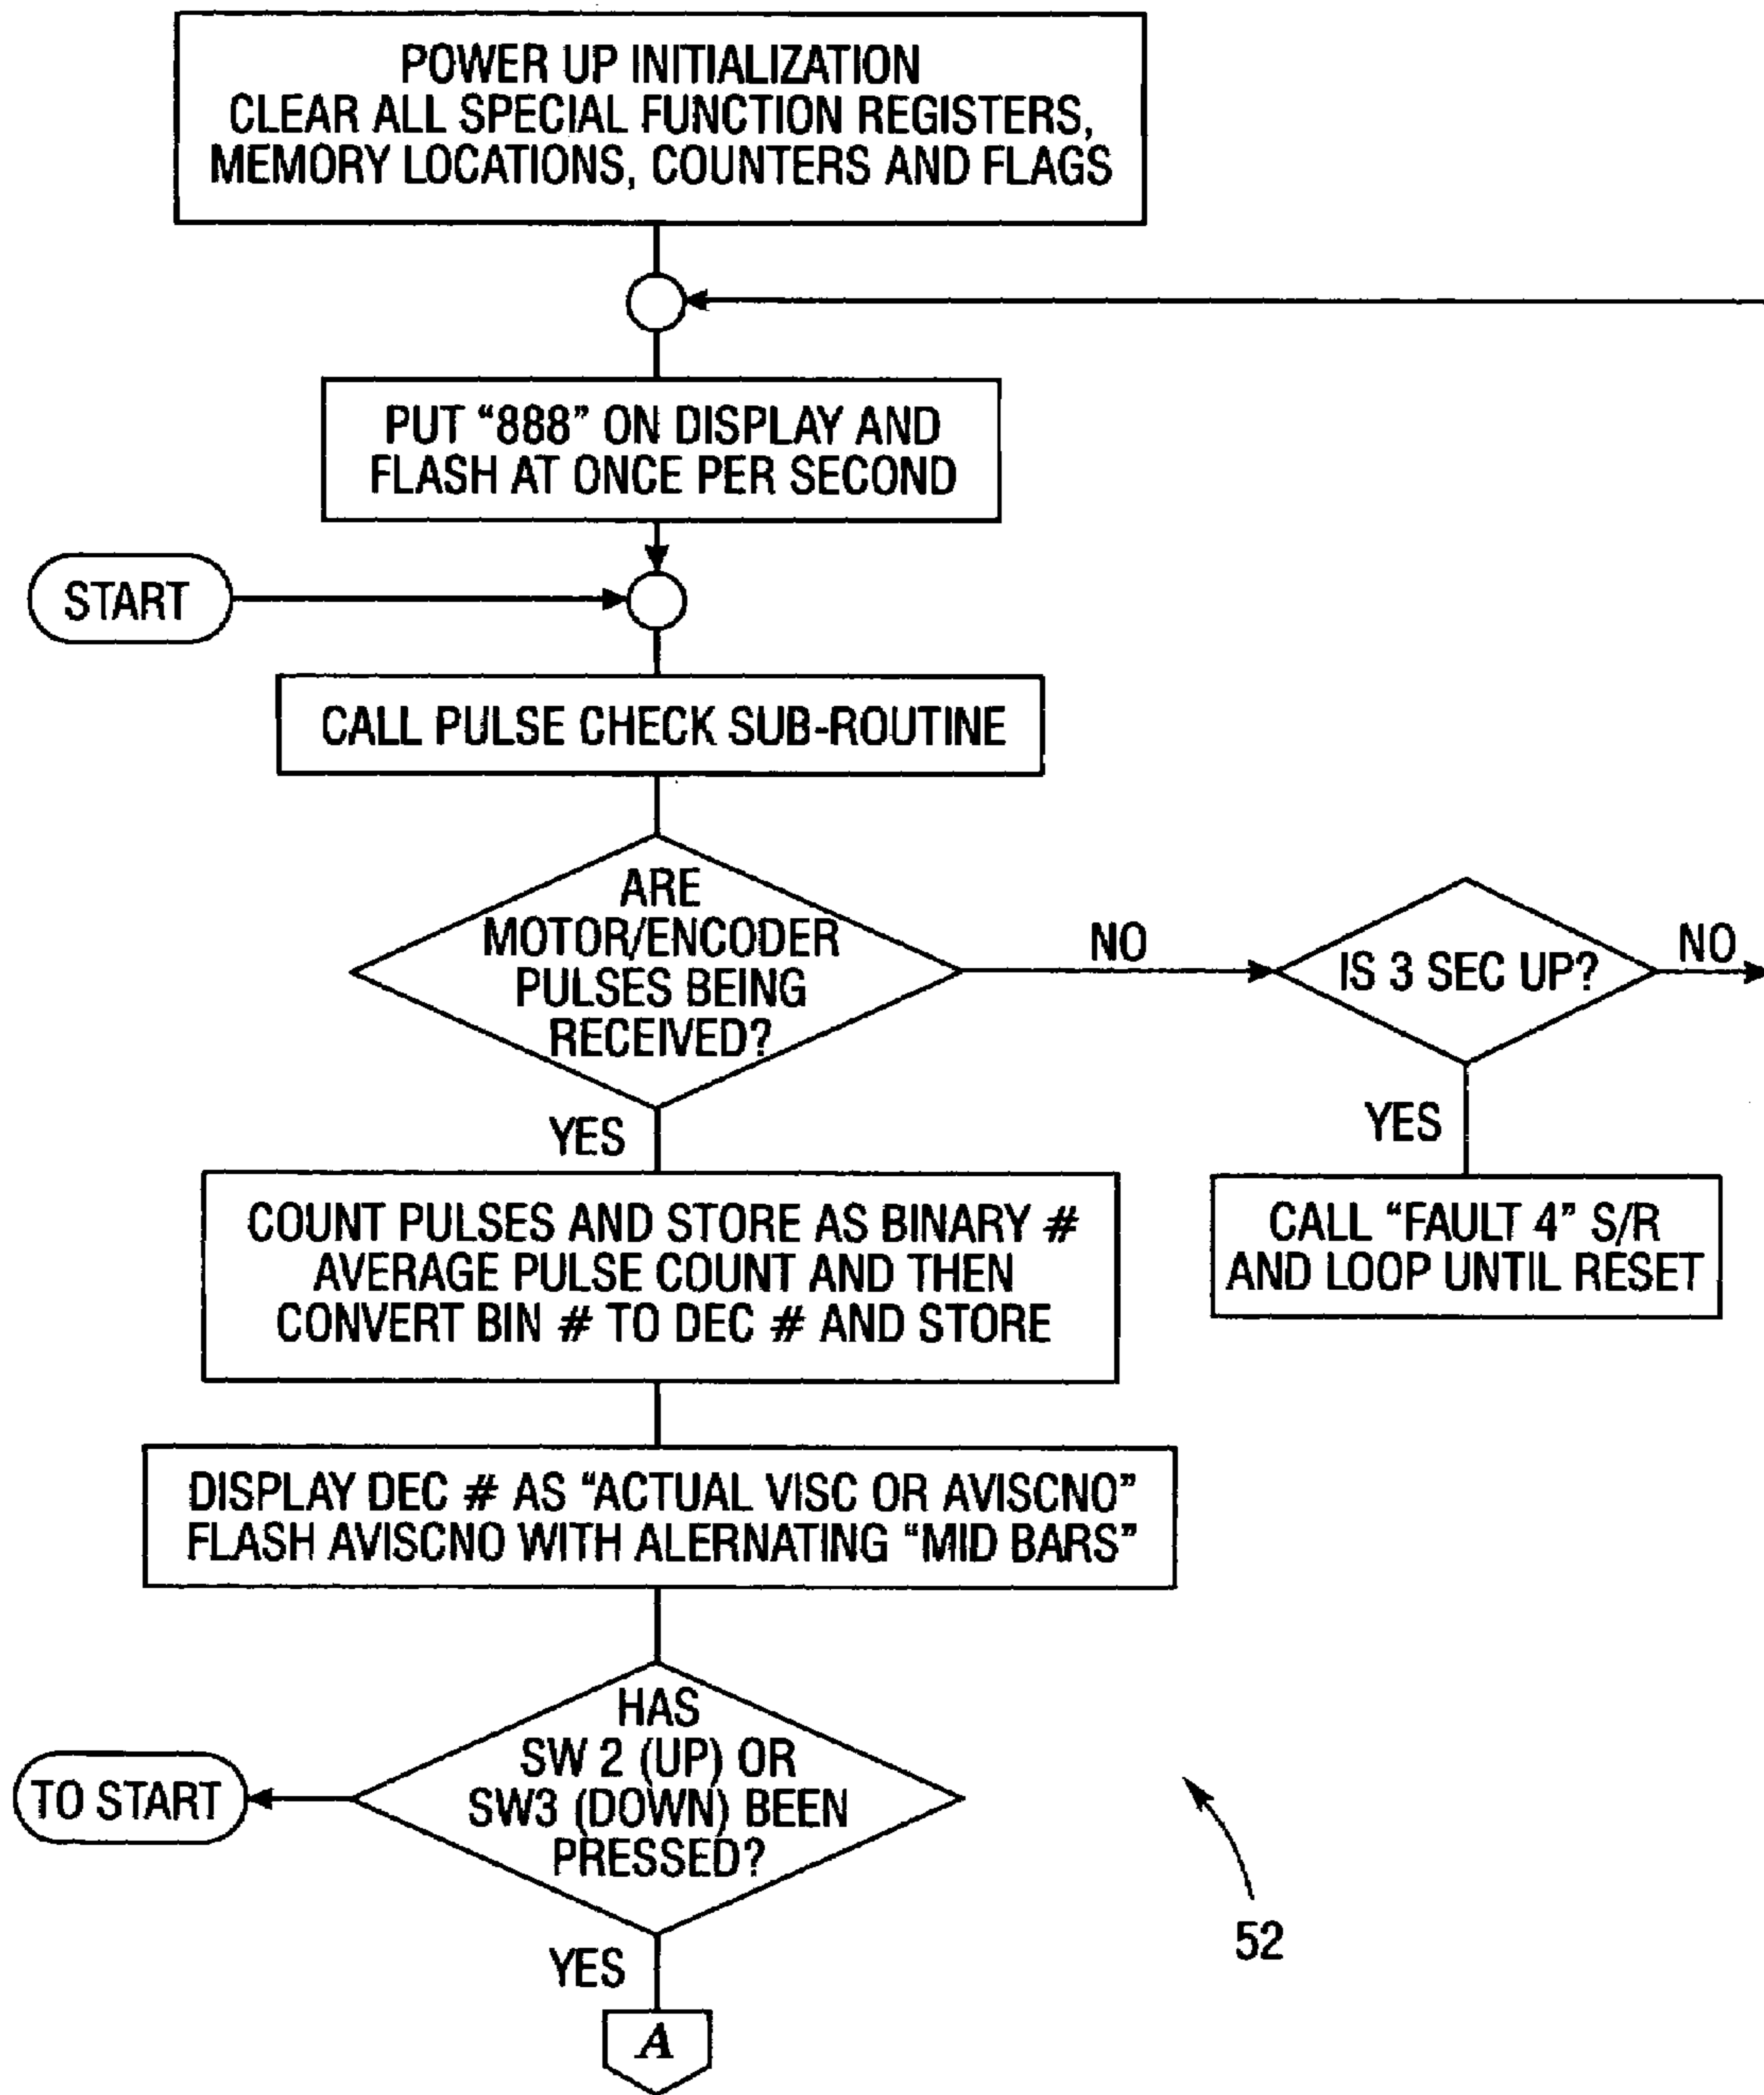 POWER UP INITIALIZATION
CLEAR ALL SPECIAL FUNCTION REGISTERS,
MEMORY LOCATIONS, COUNTERS AND FLAGS
PUT “888” ON DISPLAY AND
FLASH AT ONCE PER SECOND
START
CALL PULSE CHECK SUB-ROUTINE
ARE
MOTOR/ENCODER
PULSES BEING
RECEIVED?
NO
IS 3 SEC UP?
NO
YES
YES
COUNT PULSES AND STORE AS BINARY #
AVERAGE PULSE COUNT AND THEN
CONVERT BIN # TO DEC # AND STORE
CALL “FAULT 4” S/R
AND LOOP UNTIL RESET
DISPLAY DEC # AS “ACTUAL VISC OR AVISCNO”
FLASH AVISCNO WITH ALERNATING “MID BARS”
HAS
SW 2 (UP) OR
SW3 (DOWN) BEEN
PRESSED?
TO START
YES
A
52